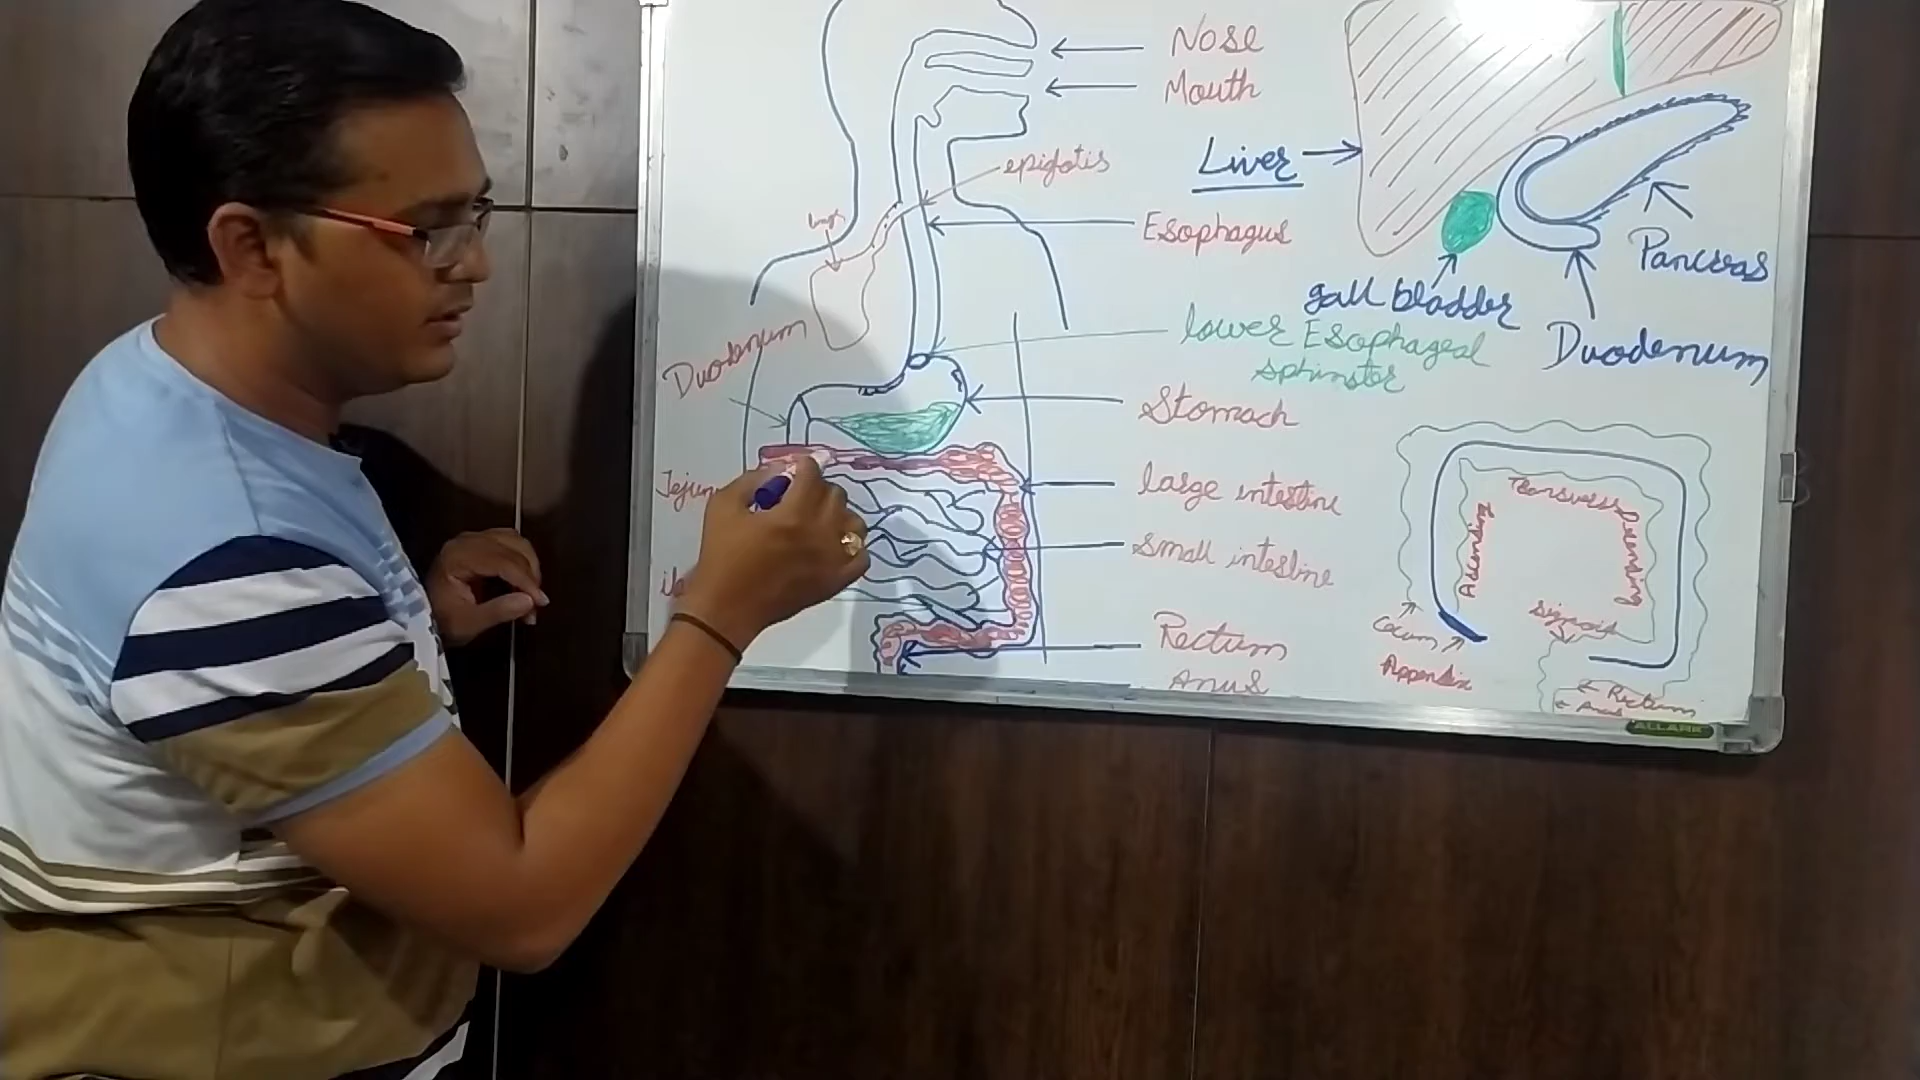 Nose
Mouth
Liver
epiglotis
Esophagus
Pancreas
gall bladder
Duodenum
lower Esophageal
sphinster
Duodenum
Stomach
large intestine
small intestine
Rectum
Anus
Transverse
Descending
Sigmoid
Cecum
Appendix
Rectum
Anus
ALLARK